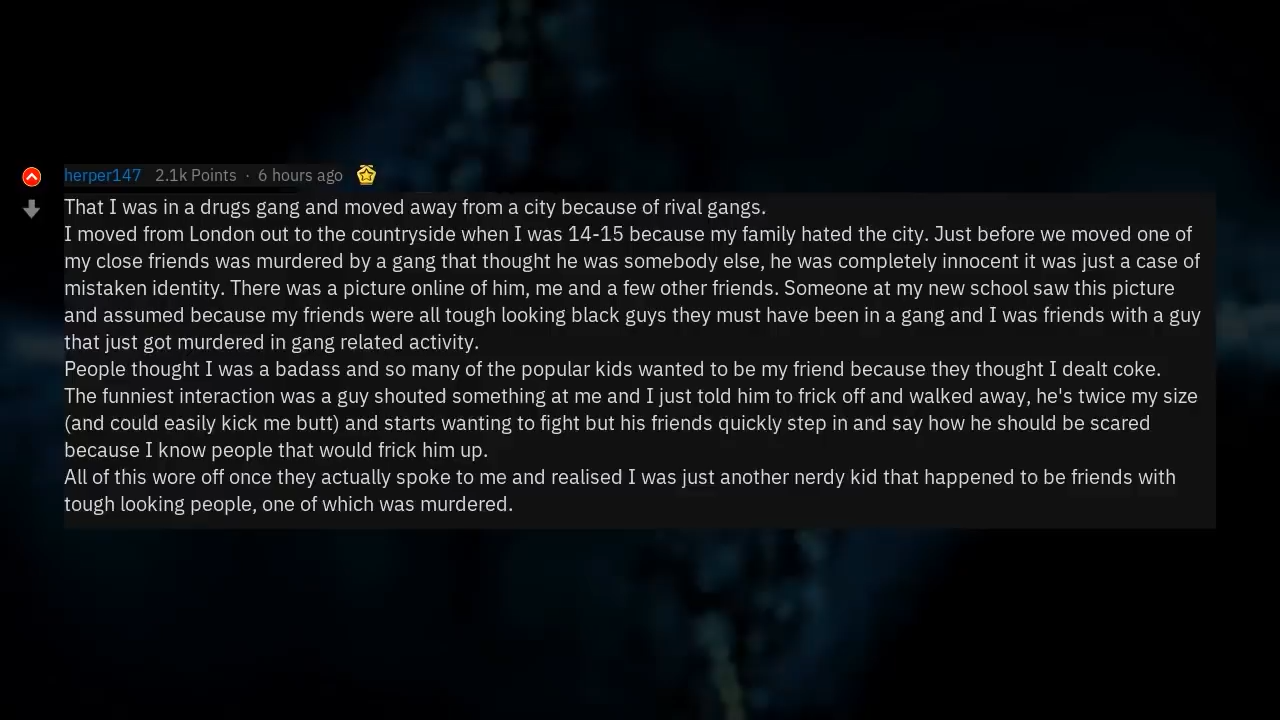 herper147 2.1k Points · 6 hours ago
That I was in a drugs gang and moved away from a city because of rival gangs.
I moved from London out to the countryside when I was 14-15 because my family hated the city. Just before we moved one of
my close friends was murdered by a gang that thought he was somebody else, he was completely innocent it was just a case of
mistaken identity. There was a picture online of him, me and a few other friends. Someone at my new school saw this picture
and assumed because my friends were all tough looking black guys they must have been in a gang and I was friends with a guy
that just got murdered in gang related activity.
People thought I was a badass and so many of the popular kids wanted to be my friend because they thought I dealt coke.
The funniest interaction was a guy shouted something at me and I just told him to frick off and walked away, he's twice my size
(and could easily kick me butt) and starts wanting to fight but his friends quickly step in and say how he should be scared
because I know people that would frick him up.
All of this wore off once they actually spoke to me and realised I was just another nerdy kid that happened to be friends with
tough looking people, one of which was murdered.